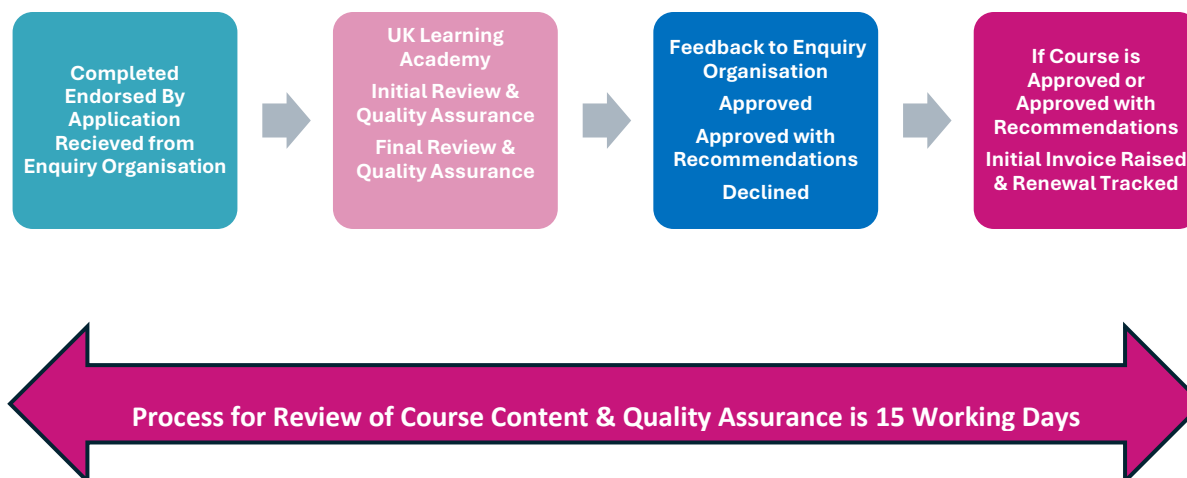 Completed
Endorsed By
Application
Recieved from
Enquiry Organisation
UK Learning
Academy
Initial Review &
Quality Assurance
Final Review &
Quality Assurance
Feedback to Enquiry
Organisation
Approved
Approved with
Recommendations
Declined
If Course is
Approved or
Approved with
Recommendations
Initial Invoice Raised
& Renewal Tracked
Process for Review of Course Content & Quality Assurance is 15 Working Days